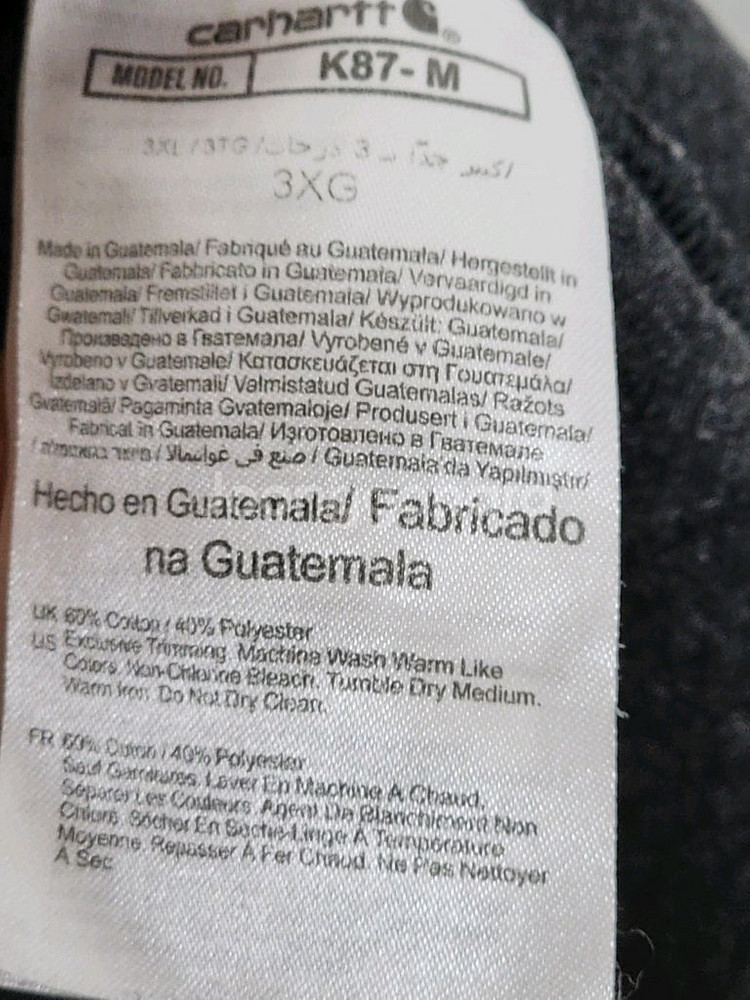 carhartt
MODEL NO. K87-M
3XL /3TG / اكبر جدًا - 3 درجات
3XG
Made in Guatemala/ Fabriqué au Guatemala/ Hergestellt in
Guatemala/ Fabbricato in Guatemala/ Vervaardigd in
Guatemala/ Fremstillet i Guatemala/ Wyprodukowano w
Gwatemali/ Tillverkad i Guatemala/ Készült: Guatemala/
Произведено в Гватемала/ Vyrobené v Guatemale/
Vyrobeno v Guatemale/ Κατασκευάζεται στη Γουατεμάλα/
Izdelano v Gvatemali/ Valmistatud Guatemalas/ Ražots
Gvatemalā/ Pagaminta Gvatemaloje/ Produsert i Guatemala/
Fabricat in Guatemala/ Изготовлено в Гватемале
/ מיוצר בגואטמלה / صنع في غواتيمالا / Guatemala'da Yapılmıştır/
Hecho en Guatemala/ Fabricado
na Guatemala
UK 60% Cotton / 40% Polyester
US Exclusive Trimming. Machine Wash Warm Like
Colors. Non-Chlorine Bleach. Tumble Dry Medium.
Warm Iron. Do Not Dry Clean.
FR 60% Coton / 40% Polyester
Sauf Garnitures. Laver En Machine A Chaud.
Séparer Les Couleurs. Agent De Blanchiment Non
Chloré. Sécher En Sèche-Linge À Température
Moyenne. Repasser À Fer Chaud. Ne Pas Nettoyer
À Sec